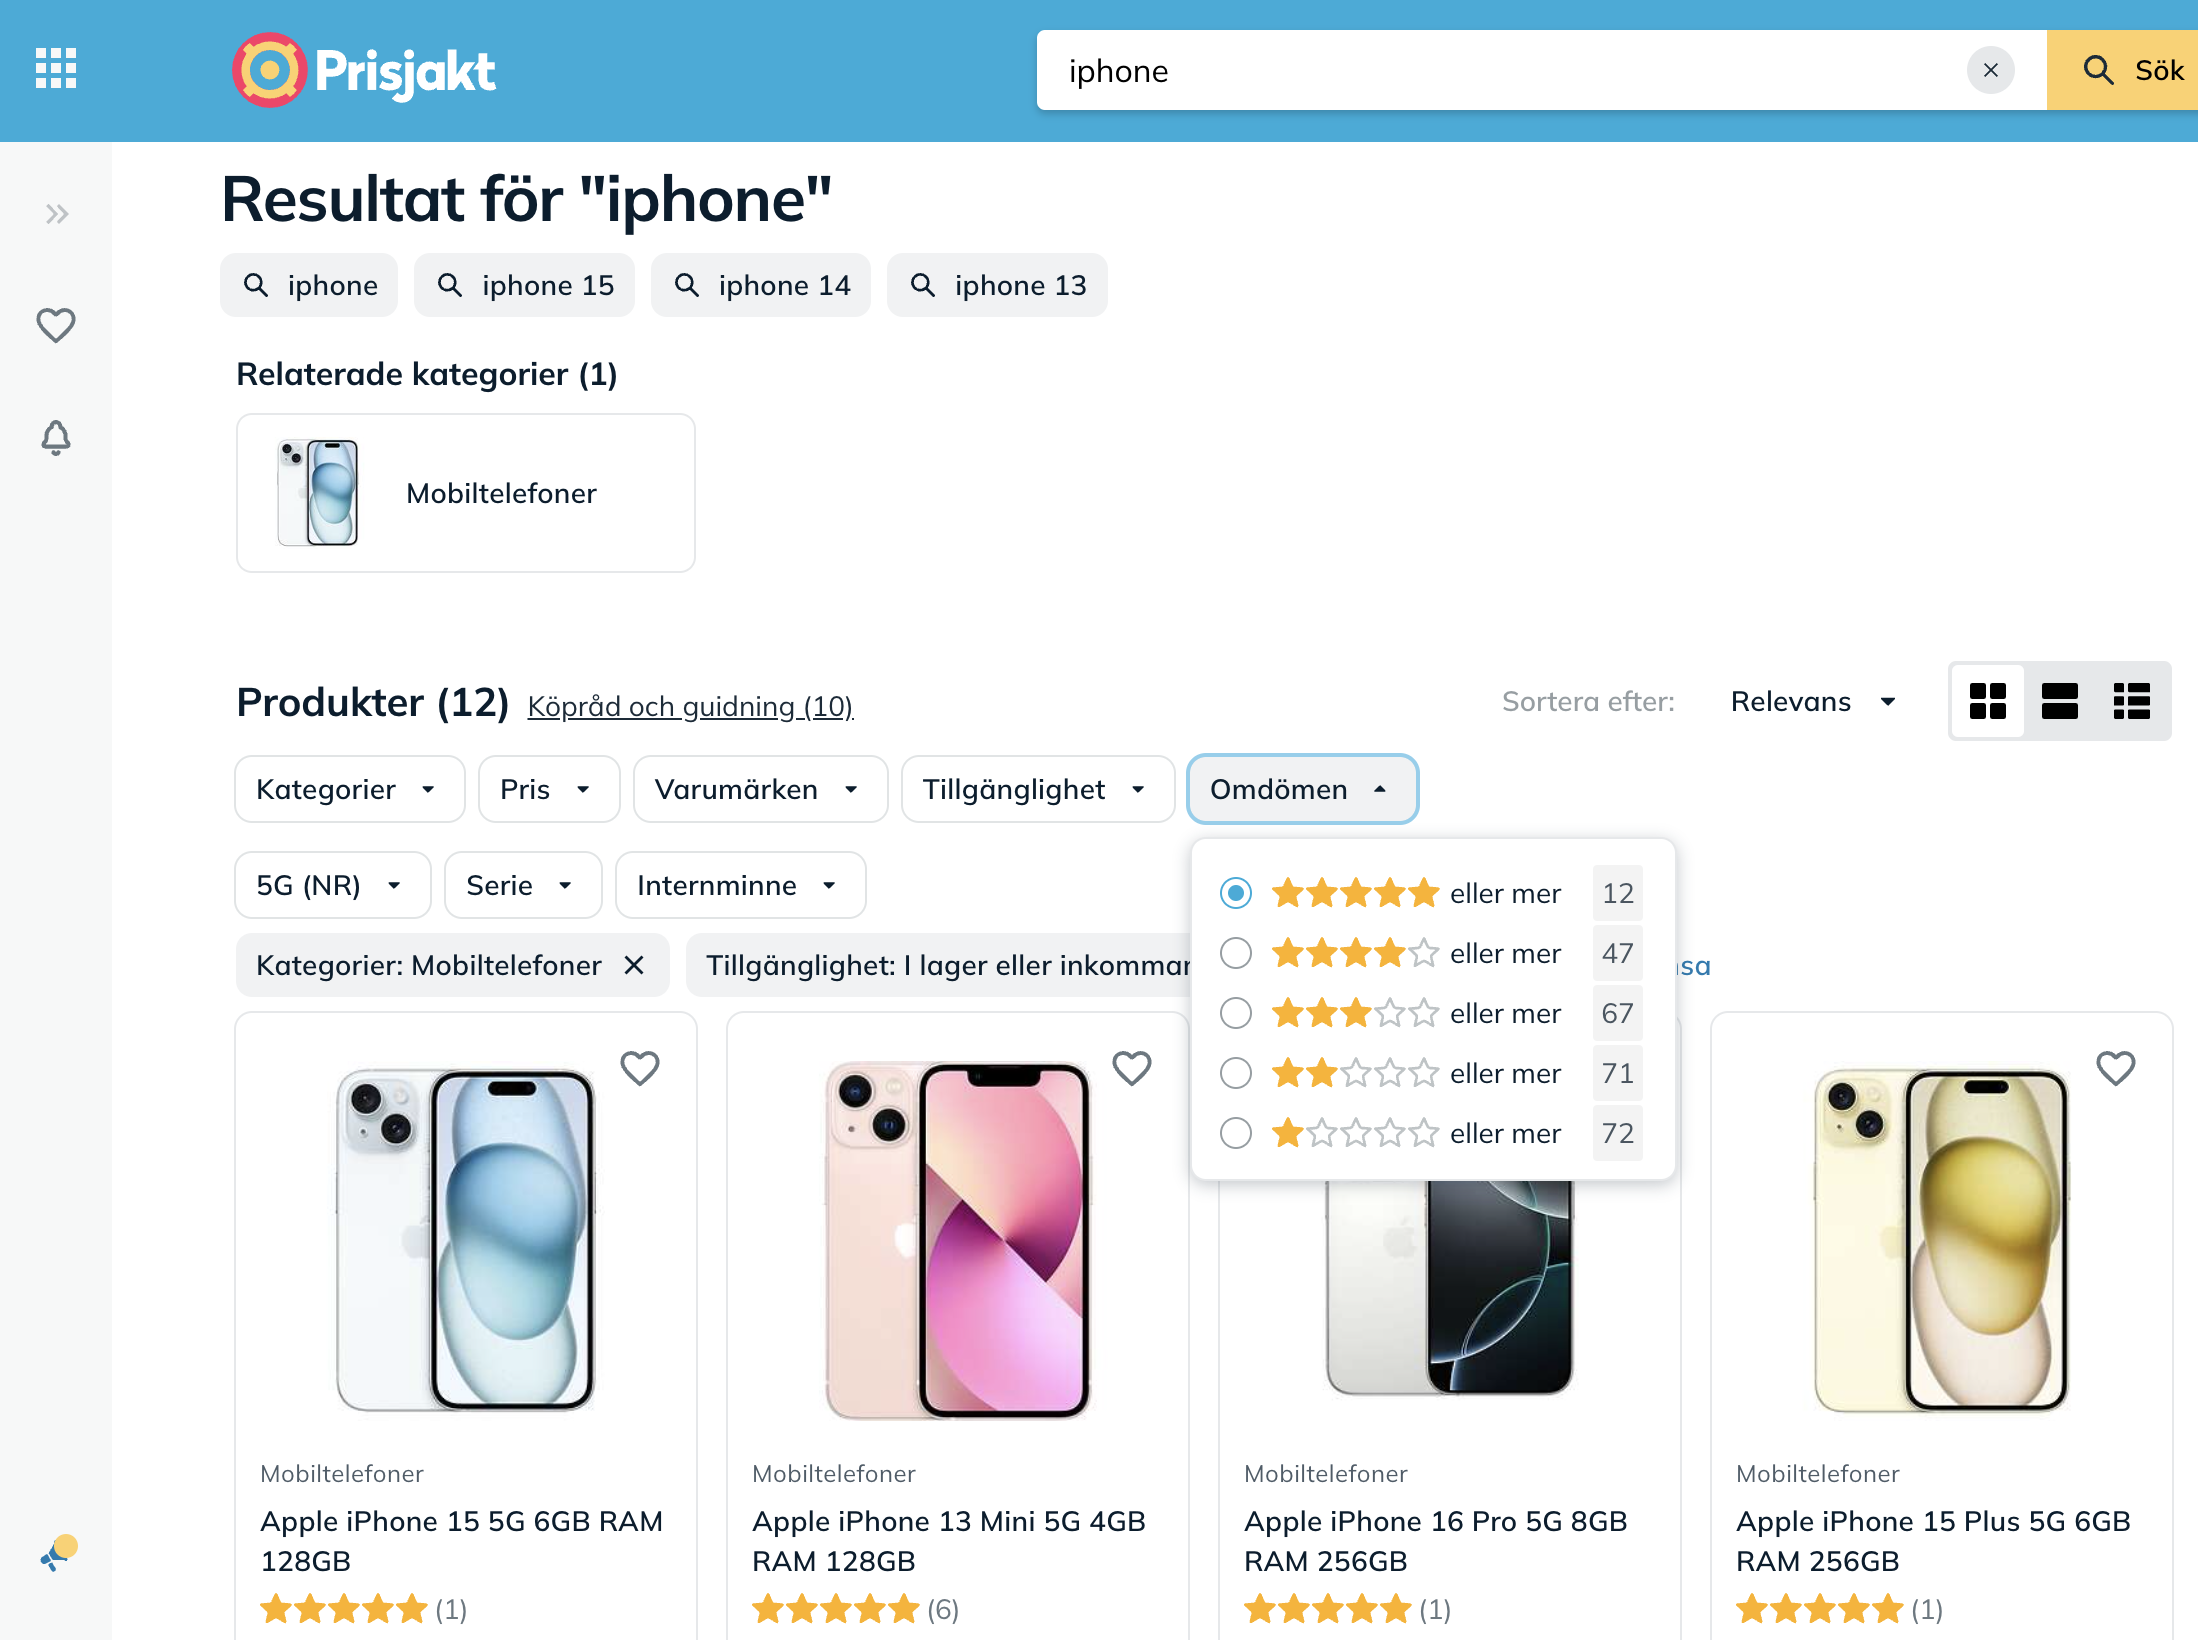 Prisjakt
iphone
Sök
Resultat för "iphone"
iphone
iphone 15
iphone 14
iphone 13
Relaterade kategorier (1)
Mobiltelefoner
Produkter (12)
Köpråd och guidning (10)
Sortera efter:
Relevans
Kategorier
Pris
Varumärken
Tillgänglighet
Omdömen
5G (NR)
Serie
Internminne
eller mer 12
eller mer 47
eller mer 67
eller mer 71
eller mer 72
Kategorier: Mobiltelefoner
Tillgänglighet: I lager eller inkommar
Mobiltelefoner
Apple iPhone 15 5G 6GB RAM
128GB
(1)
Mobiltelefoner
Apple iPhone 13 Mini 5G 4GB
RAM 128GB
(6)
Mobiltelefoner
Apple iPhone 16 Pro 5G 8GB
RAM 256GB
(1)
Mobiltelefoner
Apple iPhone 15 Plus 5G 6GB
RAM 256GB
(1)